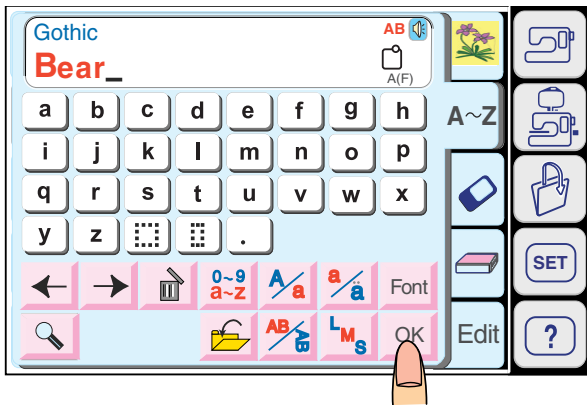 Gothic AB
Bear_
A(F)
a b c d e f g h
A~Z
i j k l m n o p
q r s t u v w x
y z .
SET
0~9 A/a a/ä Font
a~z
AB/AB L M S OK Edit ?